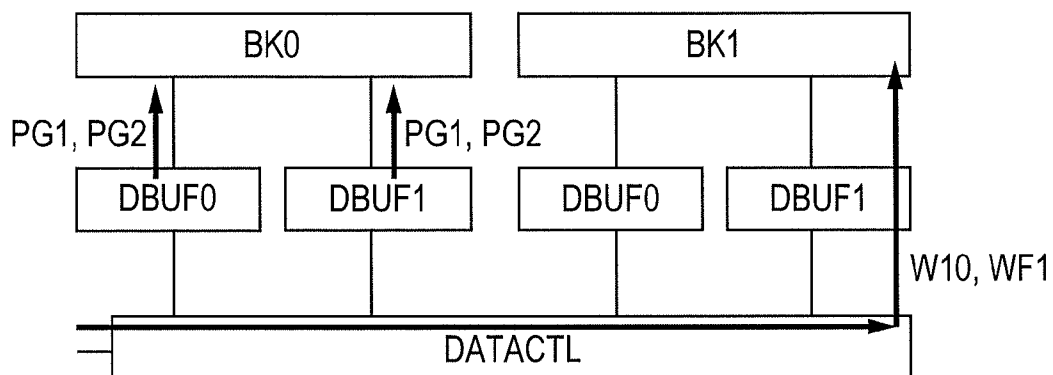 BK0
BK1
PG1, PG2
PG1, PG2
DBUF0
DBUF1
DBUF0
DBUF1
W10, WF1
DATACTL